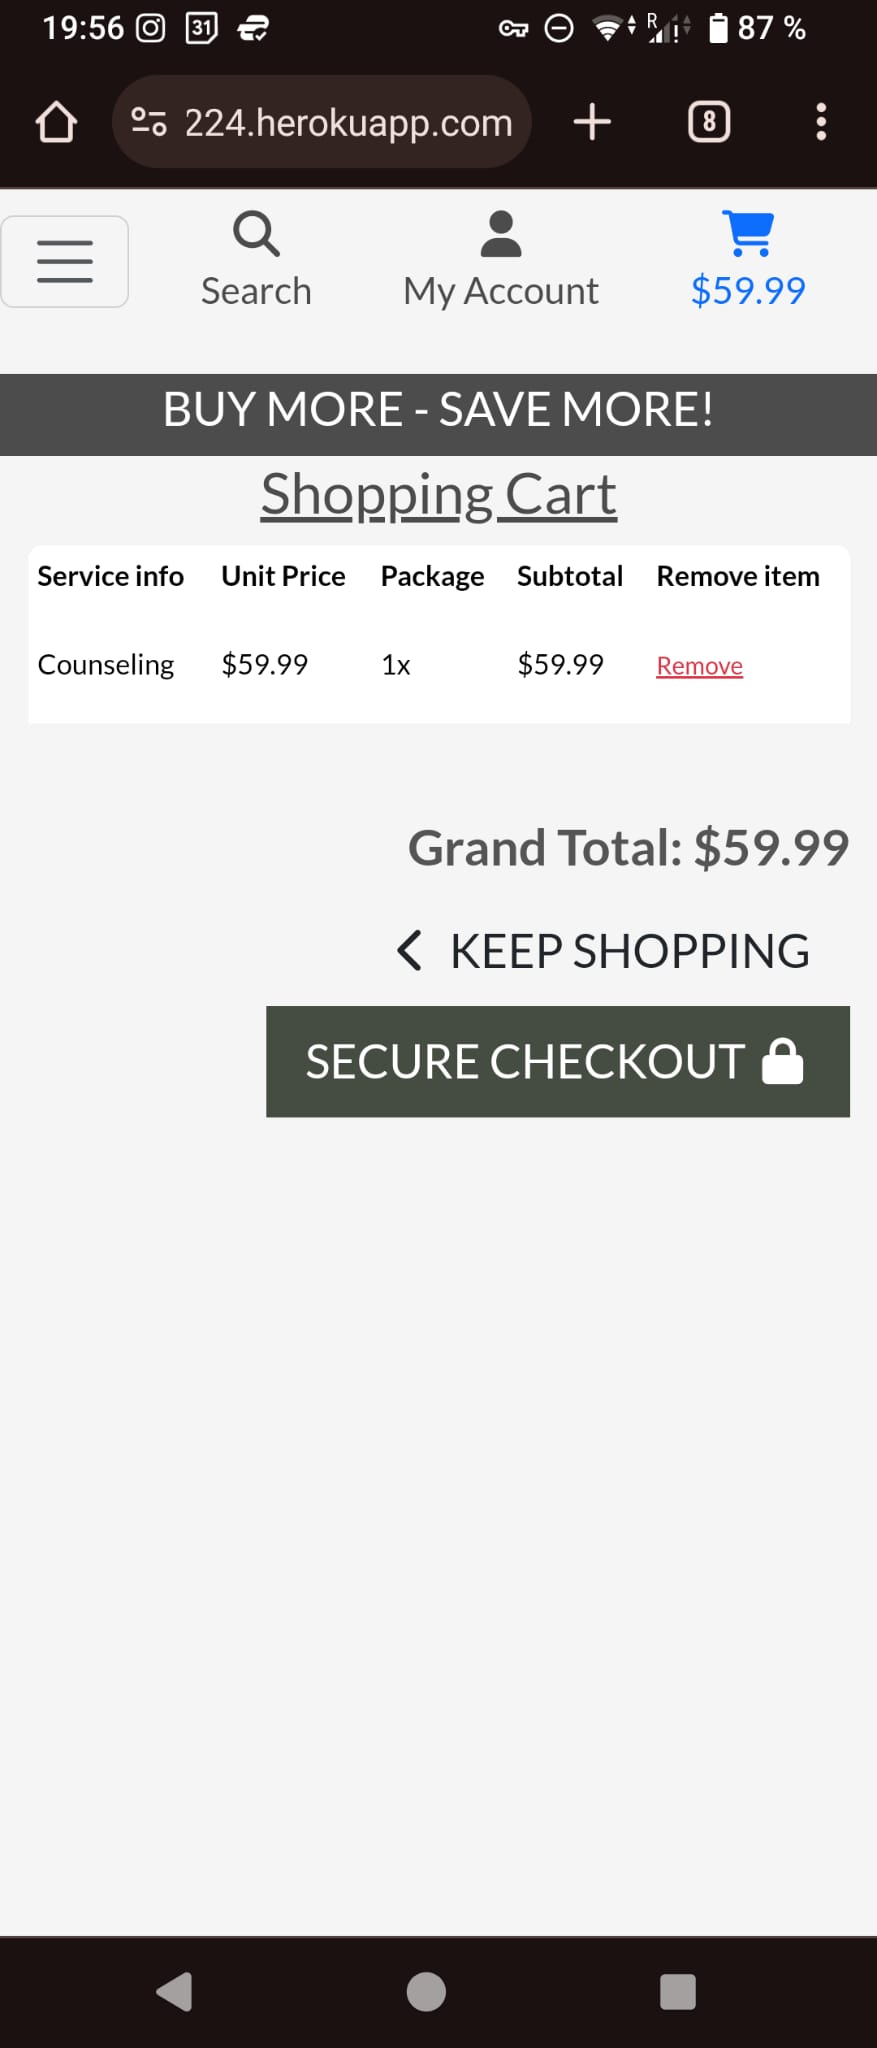 19:56 31 R 87 %
224.herokuapp.com 8
Search My Account $59.99
BUY MORE - SAVE MORE!
Shopping Cart
Service info Unit Price Package Subtotal Remove item
Counseling $59.99 1x $59.99 Remove
Grand Total: $59.99
KEEP SHOPPING
SECURE CHECKOUT